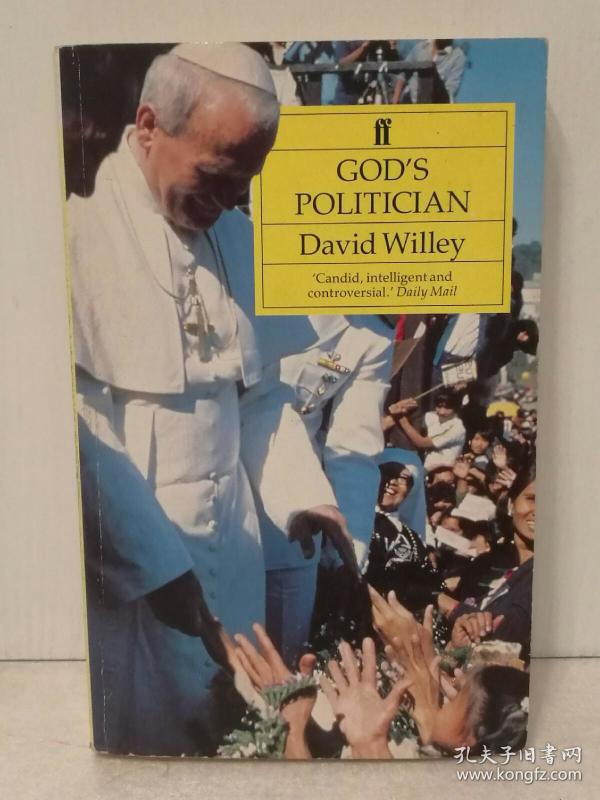 ff
GOD'S
POLITICIAN
David Willey
'Candid, intelligent and
controversial.' Daily Mail
孔夫子旧書网
www.kongfz.com